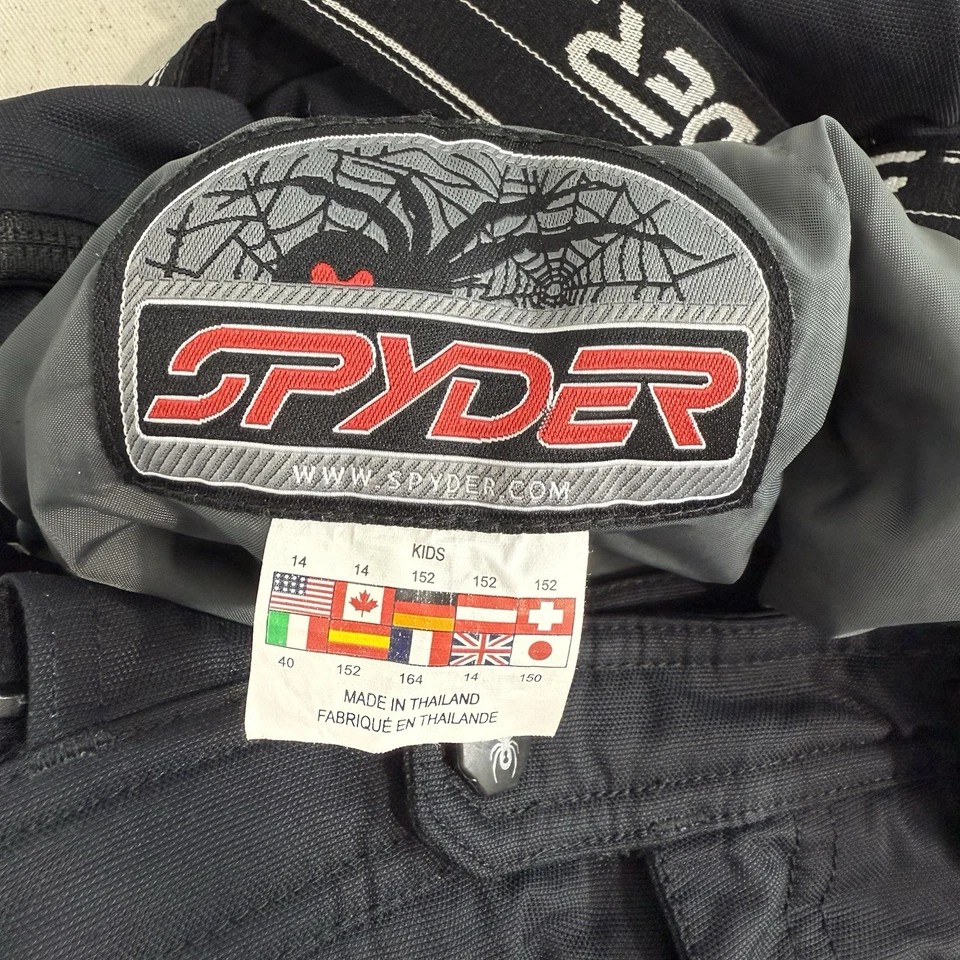 SPYDER
WWW.SPYDER.COM
KIDS
14 14 152 152 152
40 152 164 14 150
MADE IN THAILAND
FABRIQUÉ EN THAILANDE